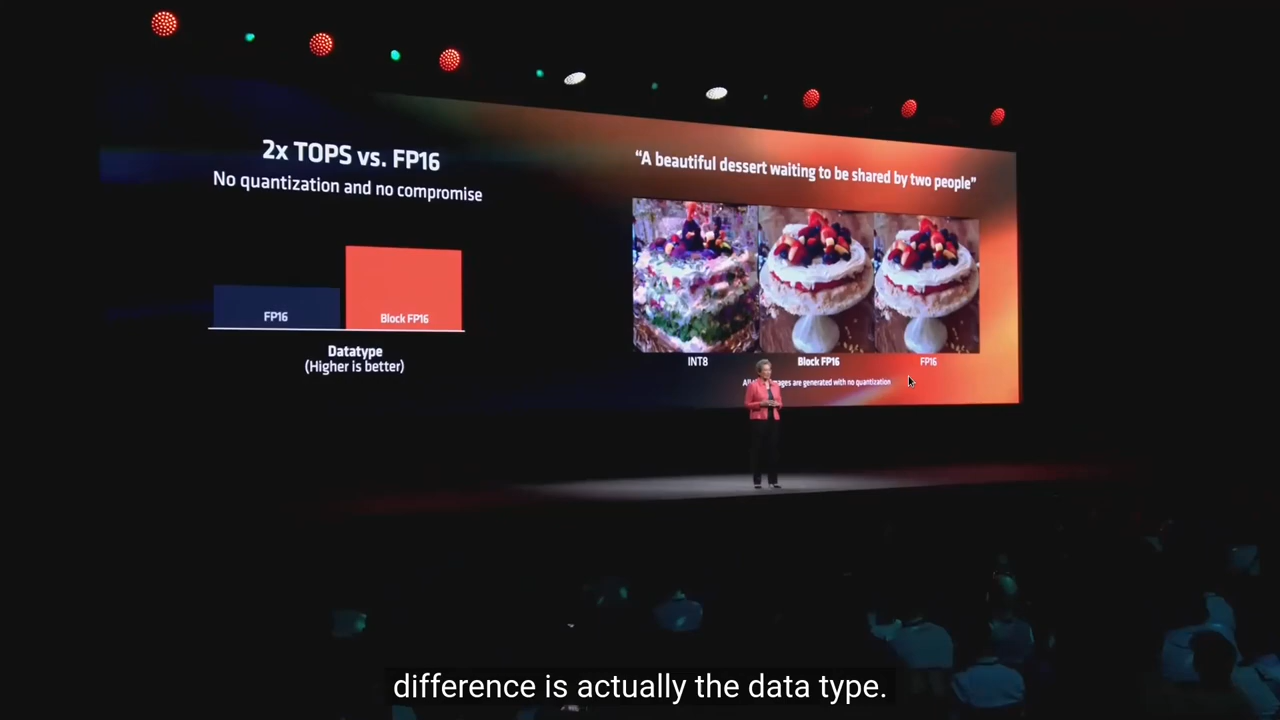 2x TOPS vs. FP16
No quantization and no compromise
FP16
Block FP16
Datatype
(Higher is better)
“A beautiful dessert waiting to be shared by two people”
INT8
Block FP16
FP16
images are generated with no quantization
difference is actually the data type.